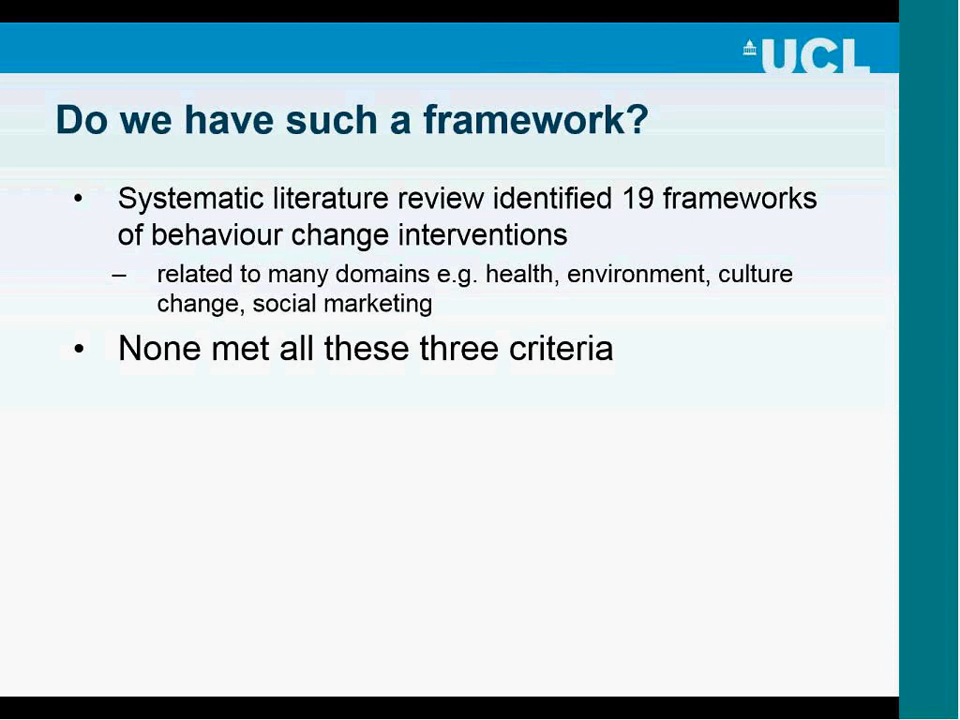 UCL
Do we have such a framework?
• Systematic literature review identified 19 frameworks
of behaviour change interventions
– related to many domains e.g. health, environment, culture
change, social marketing
• None met all these three criteria